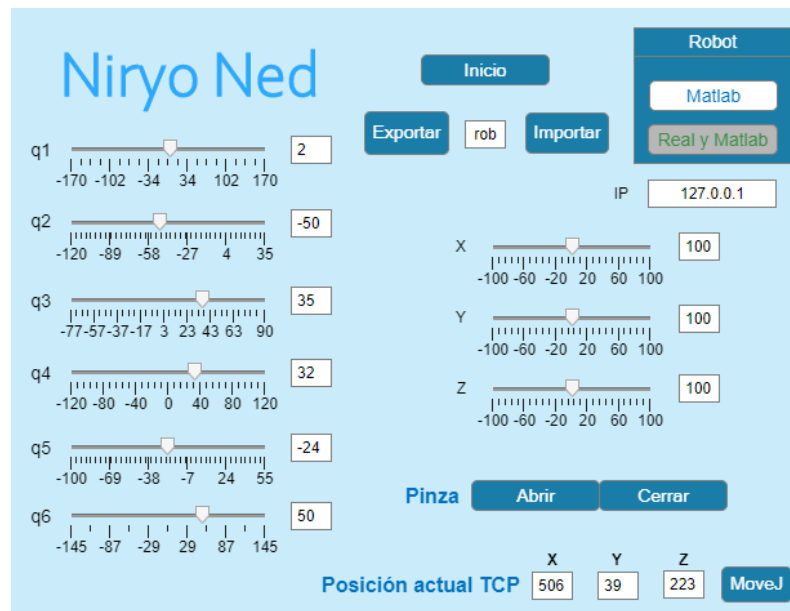 Niryo Ned
Inicio
Robot
Matlab
Real y Matlab
Exportar rob Importar
IP 127.0.0.1
q1 2
-170 -102 -34 34 102 170
q2 -50
-120 -89 -58 -27 4 35
q3 35
-77 -57 -37 -17 3 23 43 63 90
q4 32
-120 -80 -40 0 40 80 120
q5 -24
-100 -69 -38 -7 24 55
q6 50
-145 -87 -29 29 87 145
X 100
-100 -60 -20 20 60 100
Y 100
-100 -60 -20 20 60 100
Z 100
-100 -60 -20 20 60 100
Pinza Abrir Cerrar
X Y Z
Posición actual TCP 506 39 223 MoveJ